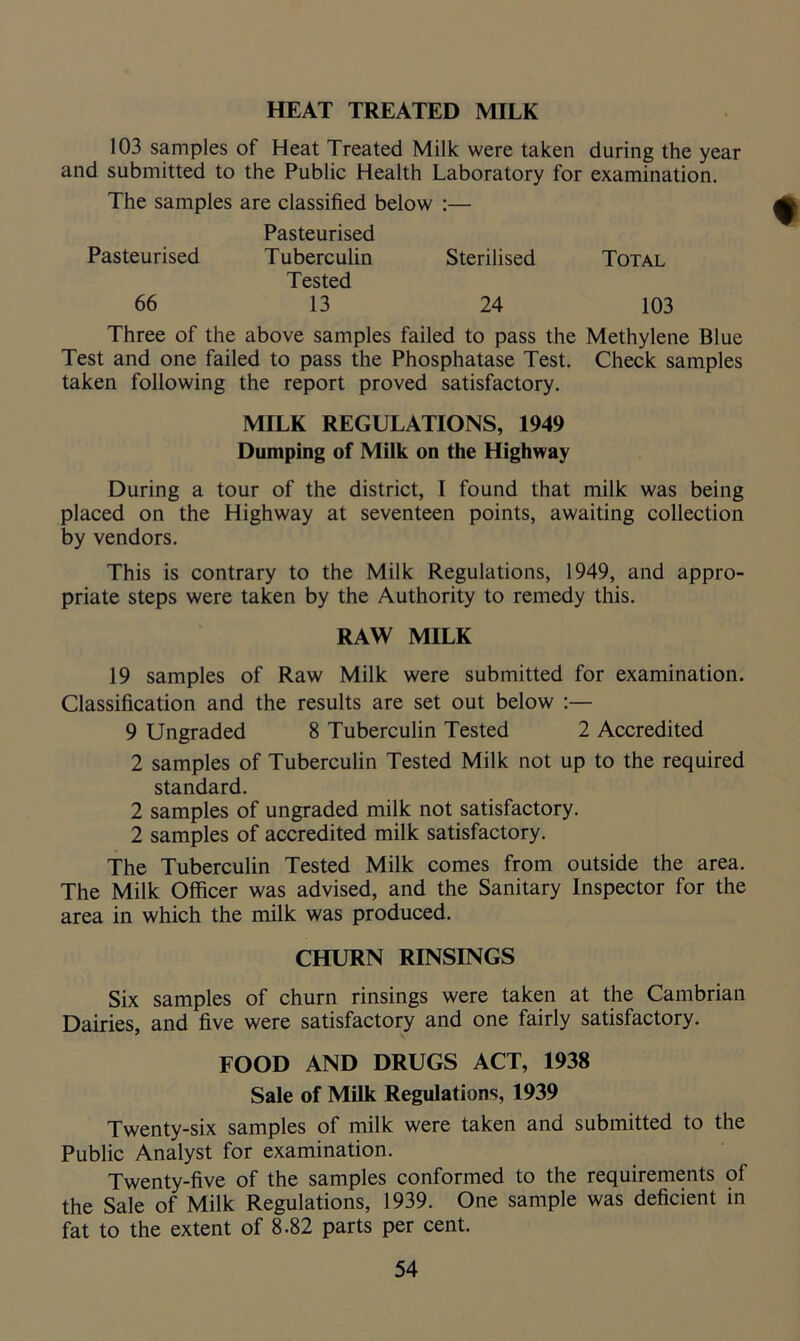 HEAT TREATED MILK
103 samples of Heat Treated Milk were taken during the year
and submitted to the Public Health Laboratory for examination.
The samples are classified below :—
Pasteurised
Pasteurised Tuberculin Sterilised Total
Tested
66 13 24 103
Three of the above samples failed to pass the Methylene Blue
Test and one failed to pass the Phosphatase Test. Check samples
taken following the report proved satisfactory.
MILK REGULATIONS, 1949
Dumping of Milk on the Highway
During a tour of the district, I found that milk was being
placed on the Highway at seventeen points, awaiting collection
by vendors.
This is contrary to the Milk Regulations, 1949, and appro-
priate steps were taken by the Authority to remedy this.
RAW MILK
19 samples of Raw Milk were submitted for examination.
Classification and the results are set out below :—
9 Ungraded 8 Tuberculin Tested 2 Accredited
2 samples of Tuberculin Tested Milk not up to the required
standard.
2 samples of ungraded milk not satisfactory.
2 samples of accredited milk satisfactory.
The Tuberculin Tested Milk comes from outside the area.
The Milk Officer was advised, and the Sanitary Inspector for the
area in which the milk was produced.
CHURN RINSINGS
Six samples of churn rinsings were taken at the Cambrian
Dairies, and five were satisfactory and one fairly satisfactory.
FOOD AND DRUGS ACT, 1938
Sale of Milk Regulations, 1939
Twenty-six samples of milk were taken and submitted to the
Public Analyst for examination.
Twenty-five of the samples conformed to the requirements of
the Sale of Milk Regulations, 1939. One sample was deficient in
fat to the extent of 8.82 parts per cent.
54